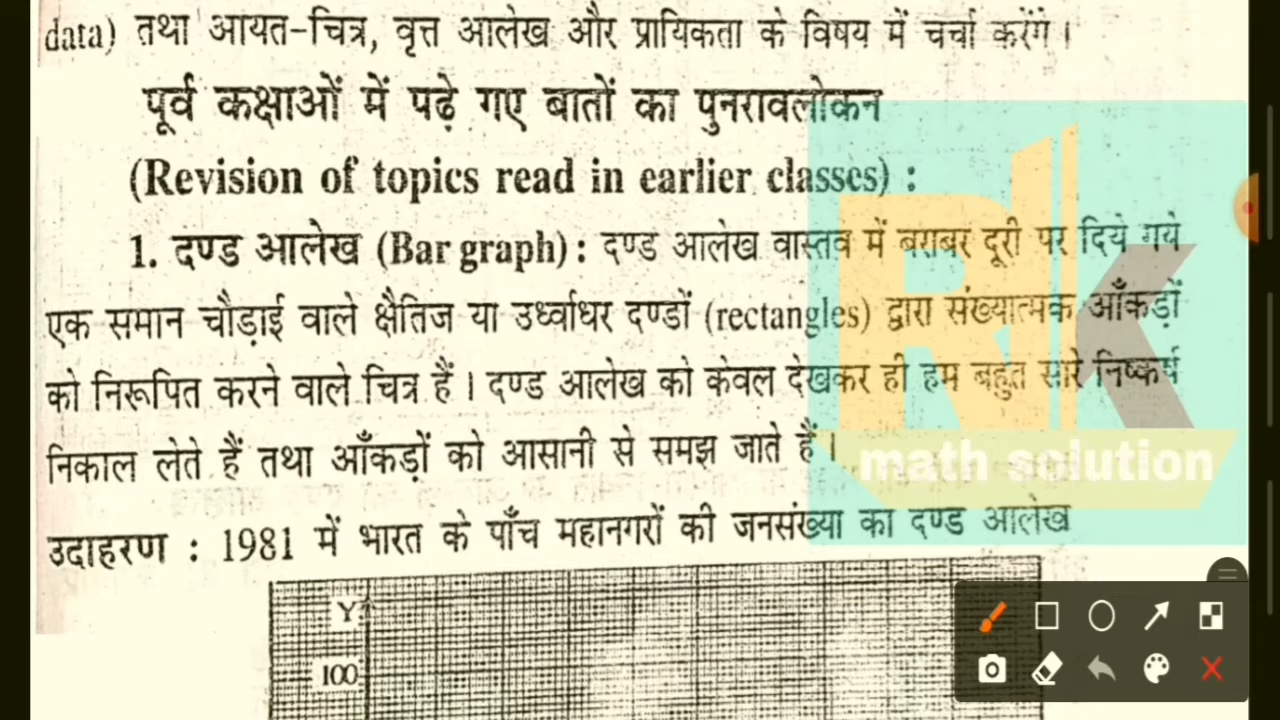 data) तथा आयत-चित्र, वृत्त आलेख और प्रायिकता के विषय में चर्चा करेंगे ।
पूर्व कक्षाओं में पढ़े गए बातों का पुनरावलोकन
(Revision of topics read in earlier classes) :
1. दण्ड आलेख (Bar graph) : दण्ड आलेख वास्तव में बराबर दूरी पर दिये गये
एक समान चौड़ाई वाले क्षैतिज या उर्ध्वाधर दण्डों (rectangles) द्वारा संख्यात्मक आँकड़ों
को निरूपित करने वाले चित्र हैं । दण्ड आलेख को केवल देखकर ही हम बहुत सारे निष्कर्ष
निकाल लेते हैं तथा आँकड़ों को आसानी से समझ जाते हैं ।
उदाहरण : 1981 में भारत के पाँच महानगरों की जनसंख्या का दण्ड आलेख
Y
100
RK
math solution